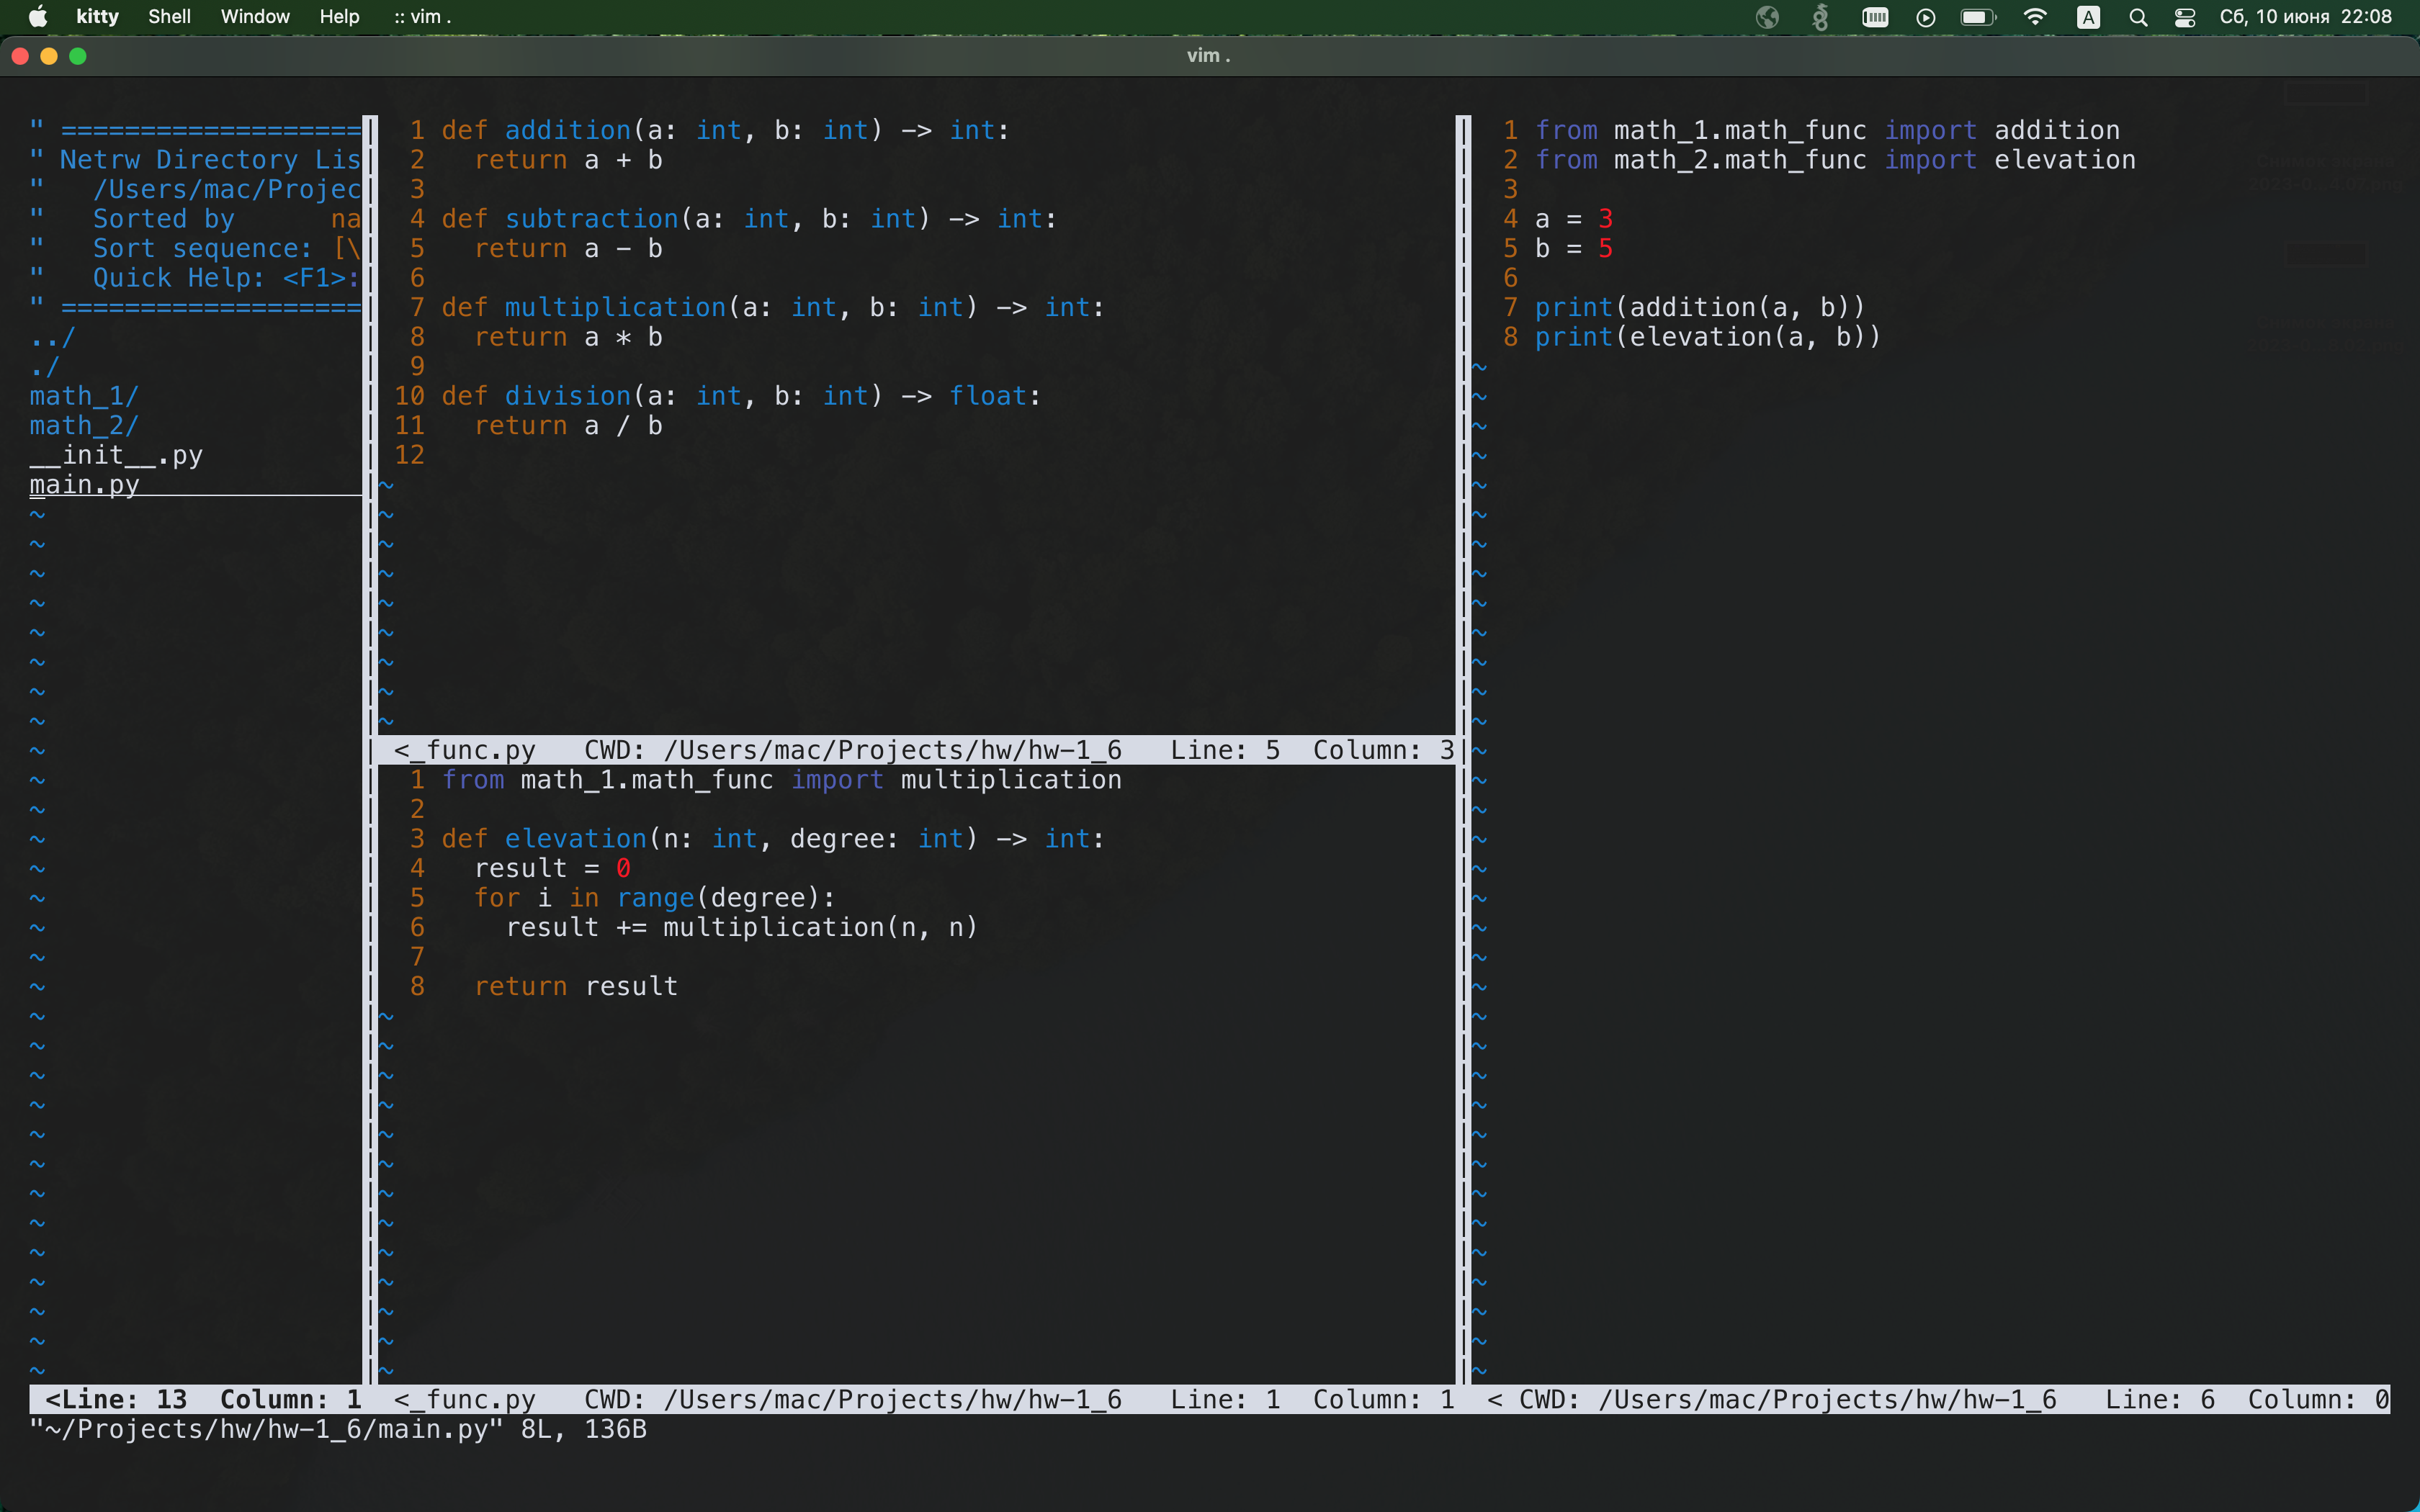 kitty Shell Window Help :: vim .
A Сб, 10 июня 22:08
vim .
" ===================
" Netrw Directory Lis
"   /Users/mac/Projec
"   Sorted by      na
"   Sort sequence: [\
"   Quick Help: <F1>:
" ===================
../
./
math_1/
math_2/
__init__.py
main.py
<Line: 13  Column: 1
1 def addition(a: int, b: int) -> int:
2   return a + b
3
4 def subtraction(a: int, b: int) -> int:
5   return a - b
6
7 def multiplication(a: int, b: int) -> int:
8   return a * b
9
10 def division(a: int, b: int) -> float:
11   return a / b
12
<_func.py   CWD: /Users/mac/Projects/hw/hw-1_6   Line: 5  Column: 3
1 from math_1.math_func import multiplication
2
3 def elevation(n: int, degree: int) -> int:
4   result = 0
5   for i in range(degree):
6     result += multiplication(n, n)
7
8   return result
<_func.py   CWD: /Users/mac/Projects/hw/hw-1_6   Line: 1  Column: 1
1 from math_1.math_func import addition
2 from math_2.math_func import elevation
3
4 a = 3
5 b = 5
6
7 print(addition(a, b))
8 print(elevation(a, b))
< CWD: /Users/mac/Projects/hw/hw-1_6   Line: 6  Column: 0
"~/Projects/hw/hw-1_6/main.py" 8L, 136B